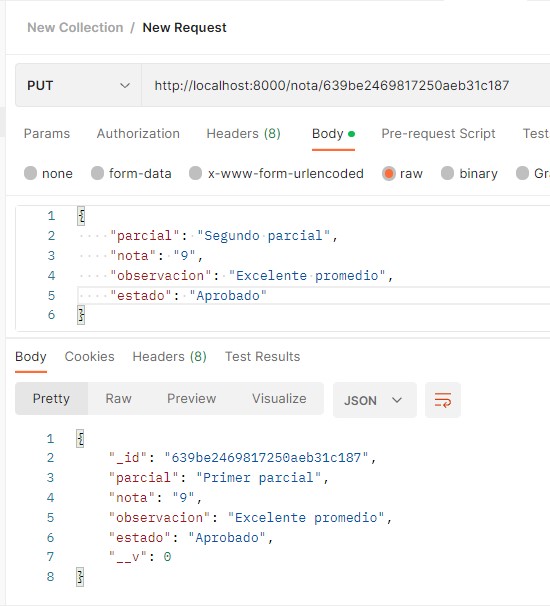 New Collection / New Request
PUT http://localhost:8000/nota/639be2469817250aeb31c187
Params Authorization Headers (8) Body Pre-request Script Test
none form-data x-www-form-urlencoded raw binary Gr
1 {
2 "parcial": "Segundo parcial",
3 "nota": "9",
4 "observacion": "Excelente promedio",
5 "estado": "Aprobado"
6 }
Body Cookies Headers (8) Test Results
Pretty Raw Preview Visualize JSON
1 {
2 "_id": "639be2469817250aeb31c187",
3 "parcial": "Primer parcial",
4 "nota": "9",
5 "observacion": "Excelente promedio",
6 "estado": "Aprobado",
7 "__v": 0
8 }